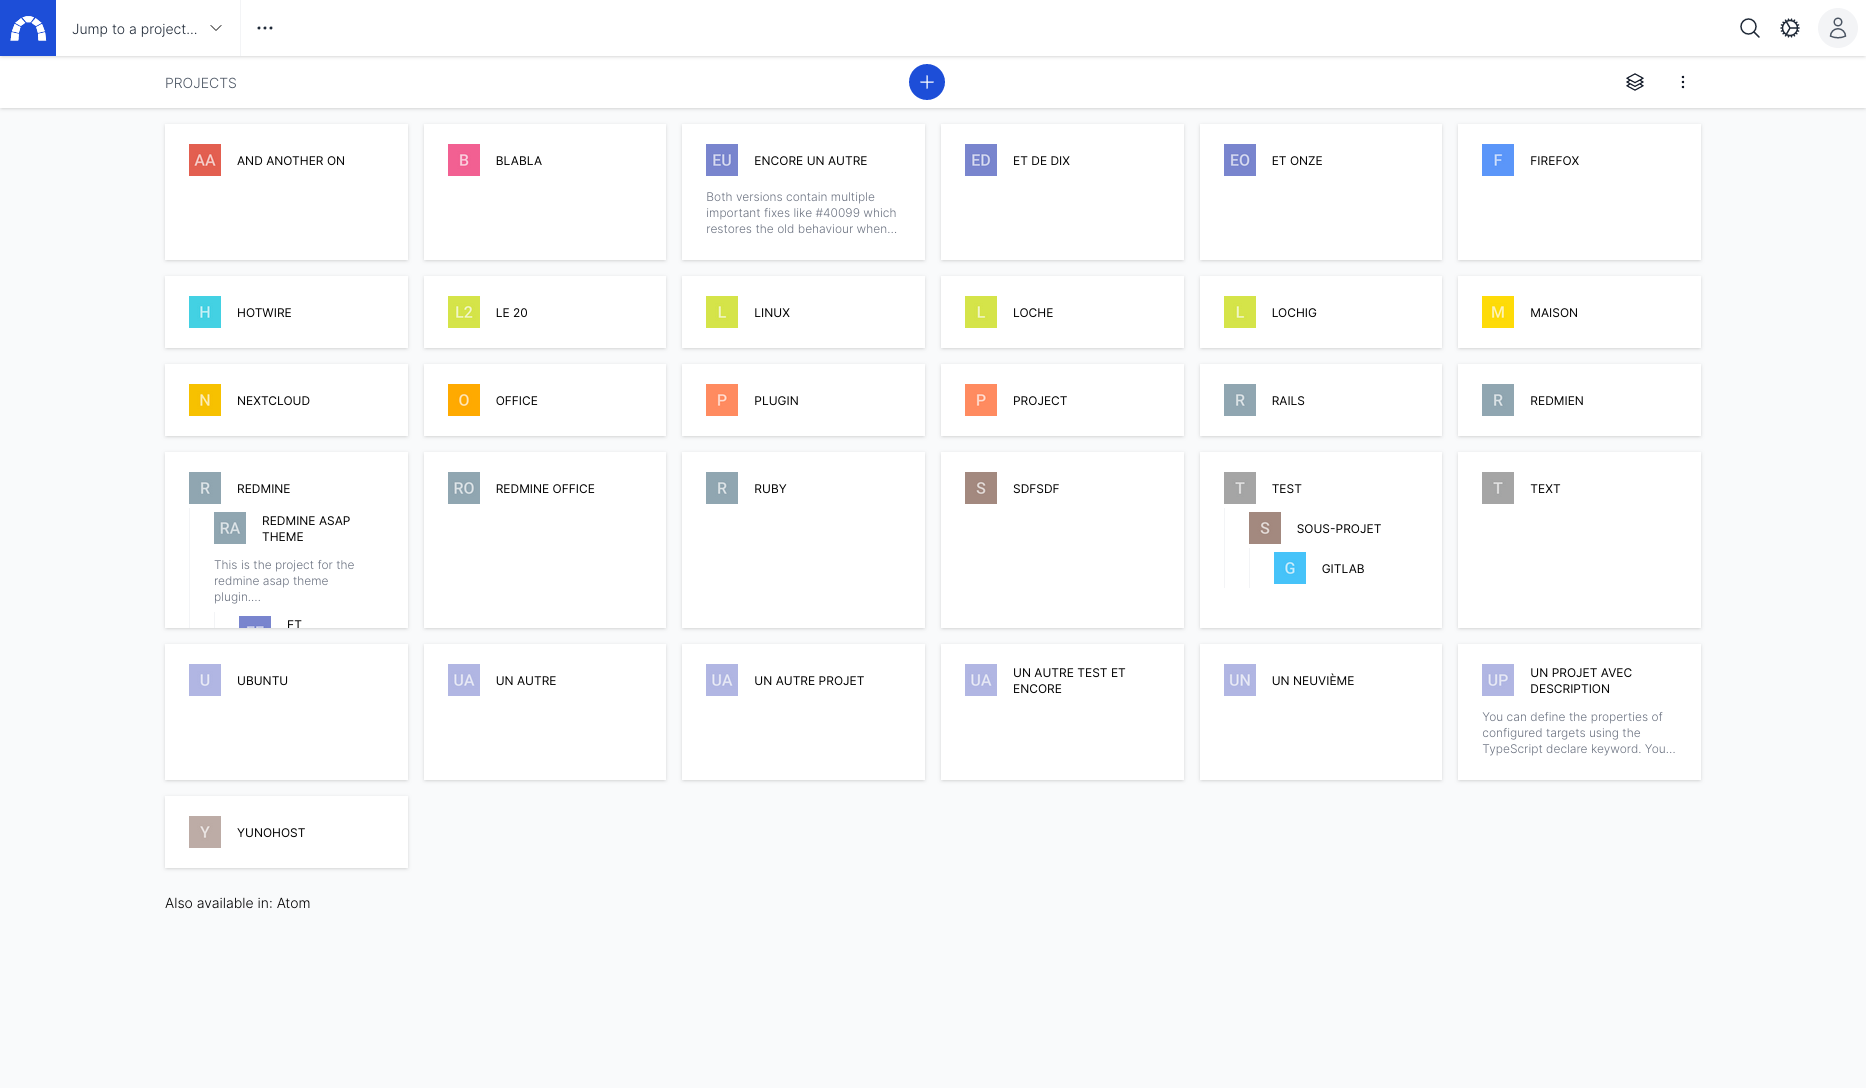 Jump to a project...
PROJECTS
AA AND ANOTHER ON
B BLABLA
EU ENCORE UN AUTRE
Both versions contain multiple
important fixes like #40099 which
restores the old behaviour when...
ED ET DE DIX
EO ET ONZE
F FIREFOX
H HOTWIRE
L2 LE 20
L LINUX
L LOCHE
L LOCHIG
M MAISON
N NEXTCLOUD
O OFFICE
P PLUGIN
P PROJECT
R RAILS
R REDMIEN
R REDMINE
RA REDMINE ASAP
THEME
This is the project for the
redmine asap theme
plugin....
ET
RO REDMINE OFFICE
R RUBY
S SDFSDF
T TEST
S SOUS-PROJET
G GITLAB
T TEXT
U UBUNTU
UA UN AUTRE
UA UN AUTRE PROJET
UA UN AUTRE TEST ET
ENCORE
UN UN NEUVIÈME
UP UN PROJET AVEC
DESCRIPTION
You can define the properties of
configured targets using the
TypeScript declare keyword. You...
Y YUNOHOST
Also available in: Atom